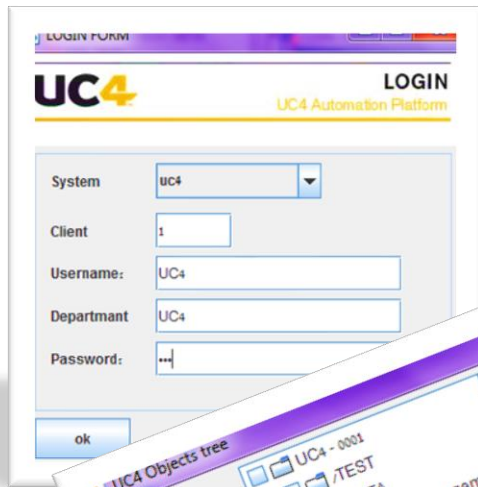 LOGIN FORM
UC4
LOGIN
UC4 Automation Platform
System
uc4
Client
1
Username:
UC4
Departmant
UC4
Password:
ok
UC4 Objects tree
UC4 - 0001
/TEST